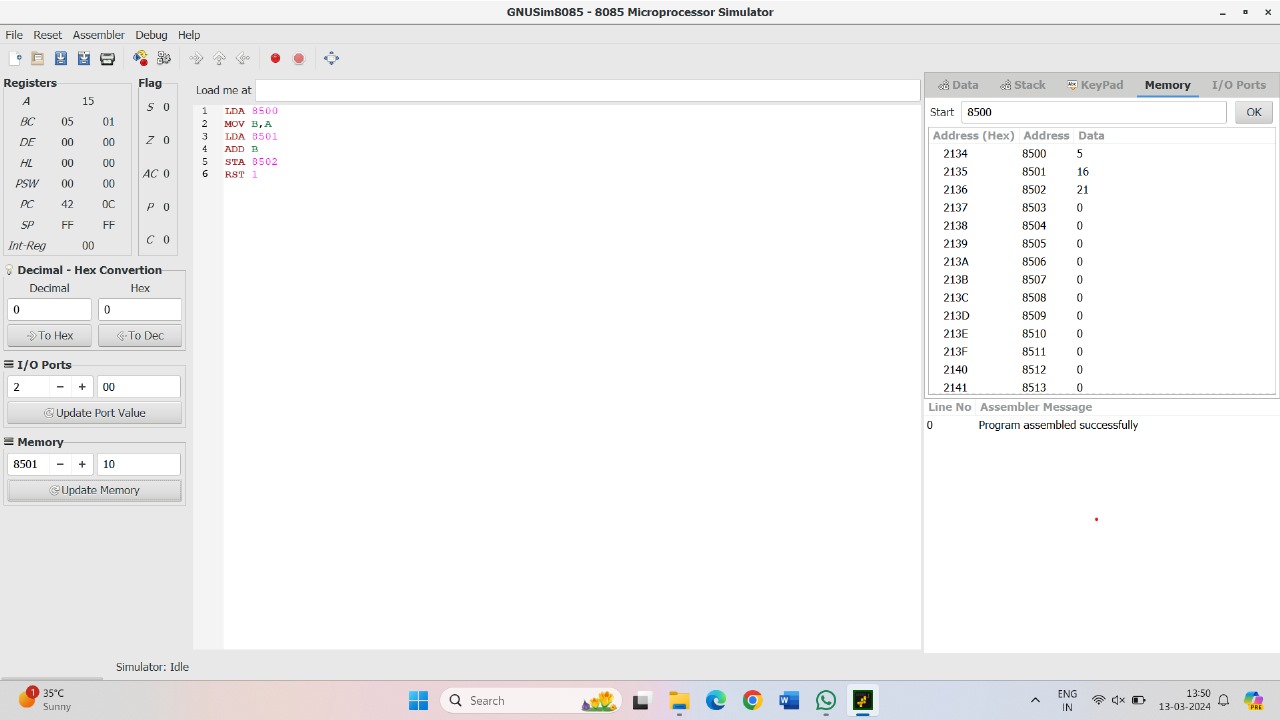 GNUSim8085 - 8085 Microprocessor Simulator
File Reset Assembler Debug Help
Registers
A 15
BC 05 01
DE 00 00
HL 00 00
PSW 00 00
PC 42 0C
SP FF FF
Int-Reg 00
Flag
S 0
Z 0
AC 0
P 0
C 0
Decimal - Hex Convertion
Decimal Hex
0 0
To Hex To Dec
I/O Ports
2 − + 00
Update Port Value
Memory
8501 − + 10
Update Memory
Load me at
1 LDA 8500
2 MOV B,A
3 LDA 8501
4 ADD B
5 STA 8502
6 RST 1
Data Stack KeyPad Memory I/O Ports
Start 8500 OK
Address (Hex) Address Data
2134 8500 5
2135 8501 16
2136 8502 21
2137 8503 0
2138 8504 0
2139 8505 0
213A 8506 0
213B 8507 0
213C 8508 0
213D 8509 0
213E 8510 0
213F 8511 0
2140 8512 0
2141 8513 0
Line No Assembler Message
0 Program assembled successfully
Simulator: Idle
1
35°C
Sunny
Search
ENG
IN
13:50
13-03-2024
PRE